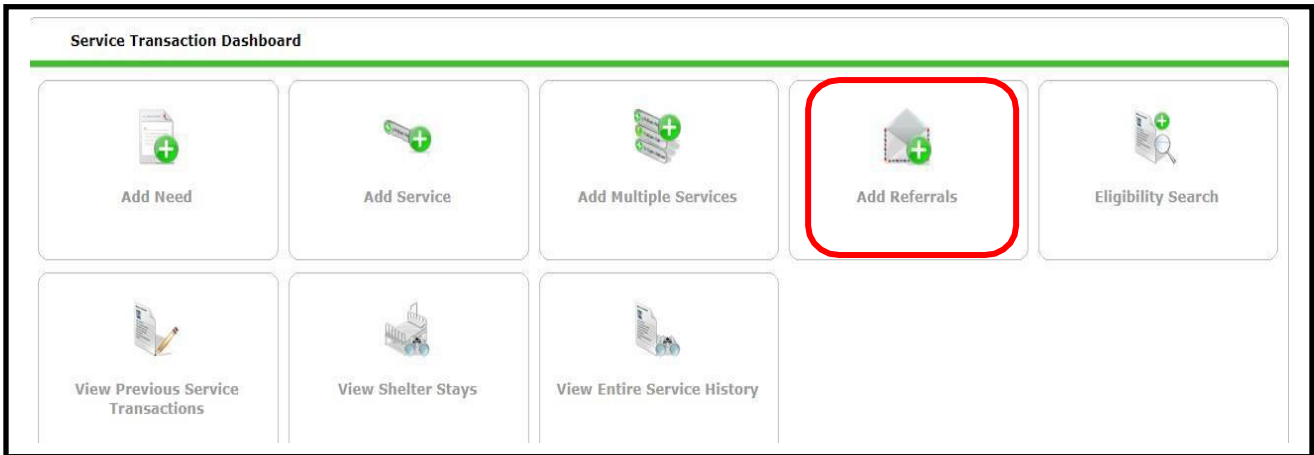 Service Transaction Dashboard
Add Need
Add Service
Add Multiple Services
Add Referrals
Eligibility Search
View Previous Service
Transactions
View Shelter Stays
View Entire Service History